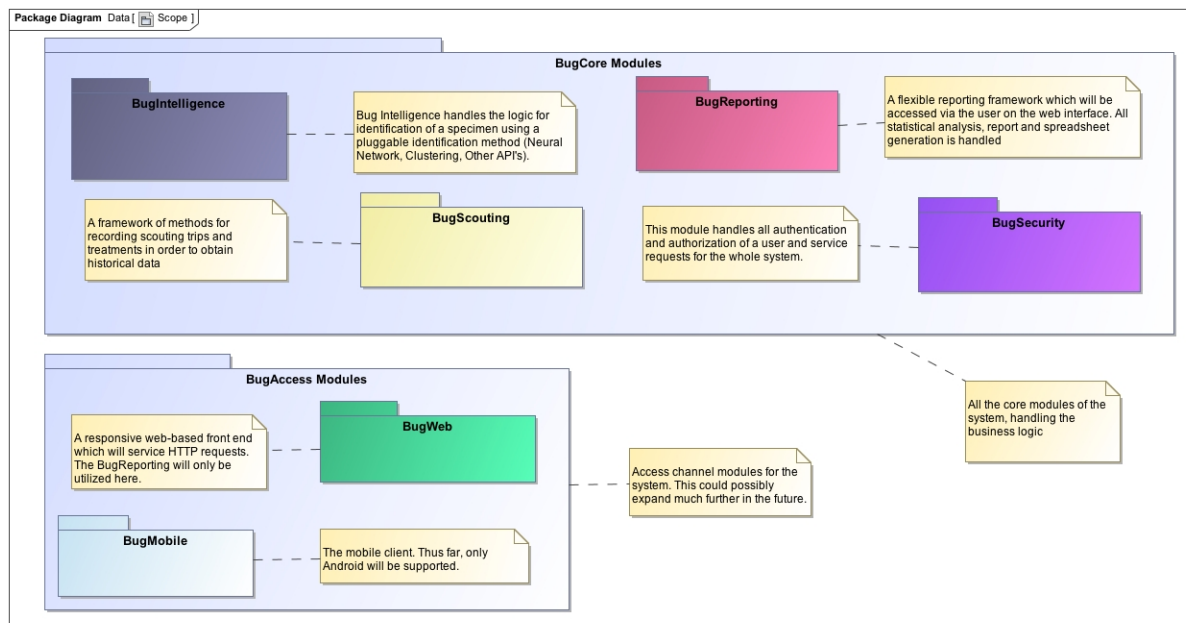 Package Diagram Data [ Scope ]
BugCore Modules
BugIntelligence
Bug Intelligence handles the logic for
identification of a specimen using a
pluggable identification method (Neural
Network, Clustering, Other API's).
BugReporting
A flexible reporting framework which will be
accessed via the user on the web interface. All
statistical analysis, report and spreadsheet
generation is handled
A framework of methods for
recording scouting trips and
treatments in order to obtain
historical data
BugScouting
This module handles all authentication
and authorization of a user and service
requests for the whole system.
BugSecurity
BugAccess Modules
A responsive web-based front end
which will service HTTP requests.
The BugReporting will only be
utilized here.
BugWeb
All the core modules of the
system, handling the
business logic
Access channel modules for the
system. This could possibly
expand much further in the future.
BugMobile
The mobile client. Thus far, only
Android will be supported.